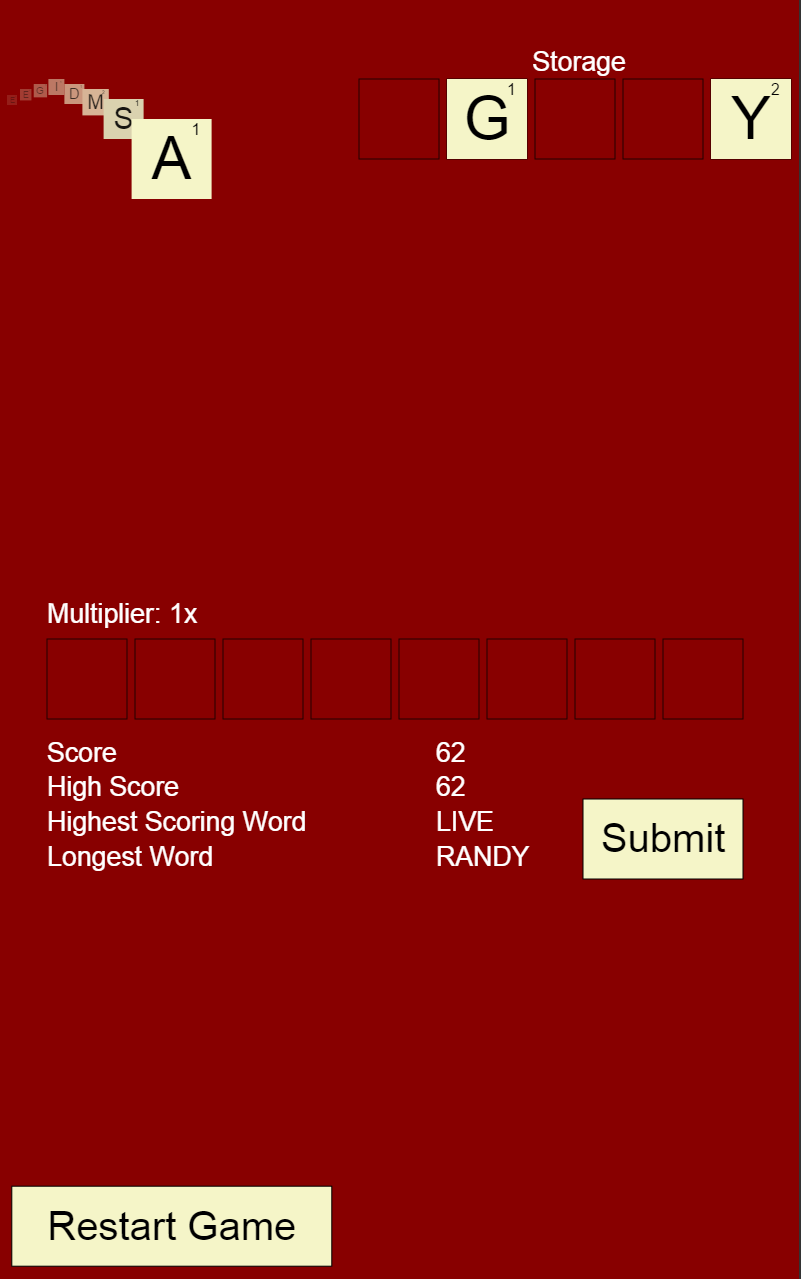 Storage
G 1
Y 2
E G I D M S 1 A 1
Multiplier: 1x
Score 62
High Score 62
Highest Scoring Word LIVE
Longest Word RANDY
Submit
Restart Game